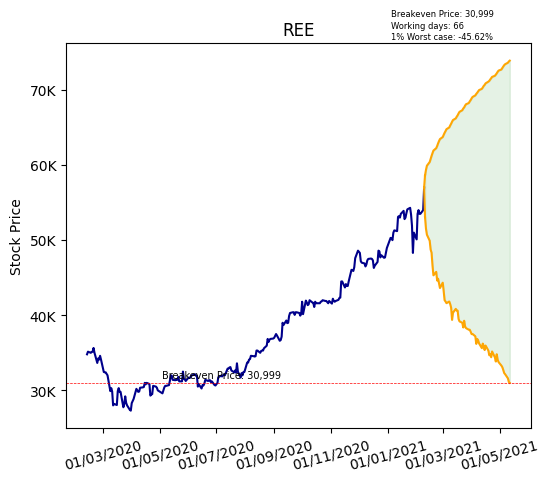 Breakeven Price: 30,999
Working days: 66
1% Worst case: -45.62%
REE
Stock Price
70K
60K
50K
40K
30K
Breakeven Price: 30,999
01/03/2020
01/05/2020
01/07/2020
01/09/2020
01/11/2020
01/01/2021
01/03/2021
01/05/2021